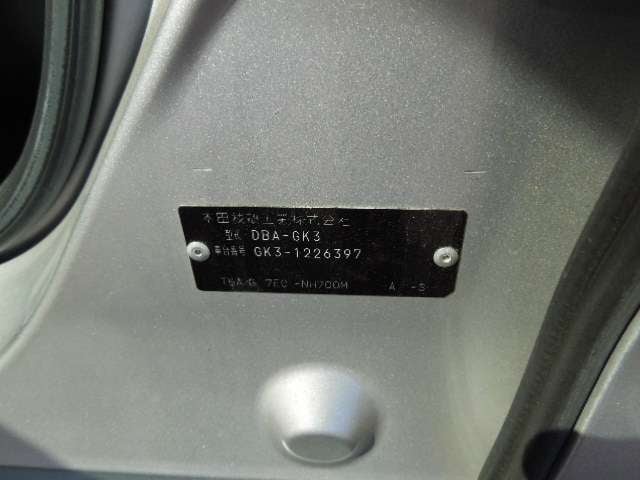 本田技研工業株式会社
型式 DBA-GK3
車台番号 GK3-1226397
-NH700M A -S